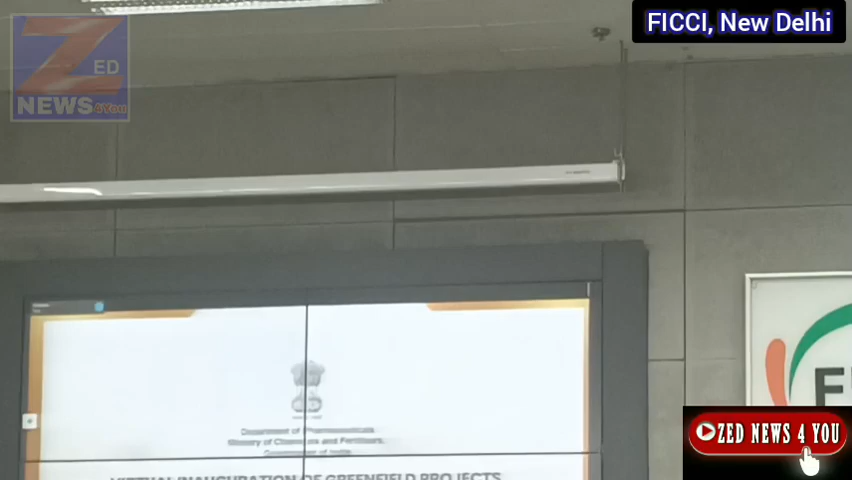 FICCI, New Delhi
ZED
NEWS4You
Department of Pharmaceuticals
Ministry of Chemicals and Fertilizers,
Government of India
VIRTUAL INAUGURATION OF GREENFIELD PROJECTS
F
ZED NEWS 4 YOU